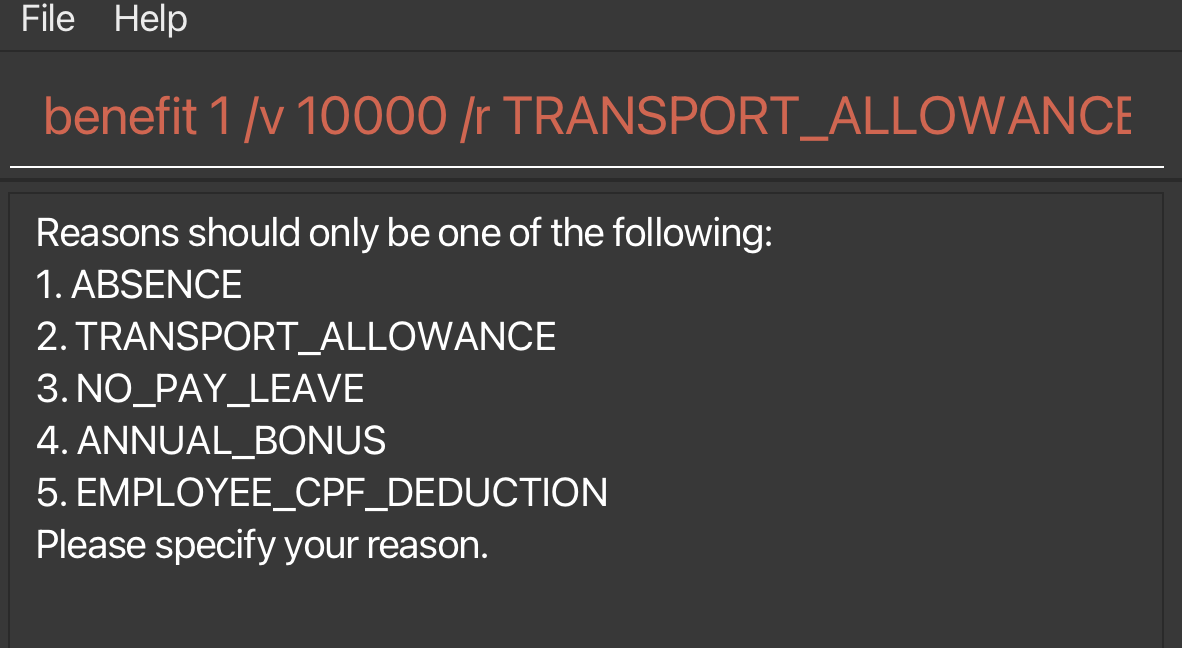 File Help
benefit 1 /v 10000 /r TRANSPORT_ALLOWANCE
Reasons should only be one of the following:
1. ABSENCE
2. TRANSPORT_ALLOWANCE
3. NO_PAY_LEAVE
4. ANNUAL_BONUS
5. EMPLOYEE_CPF_DEDUCTION
Please specify your reason.